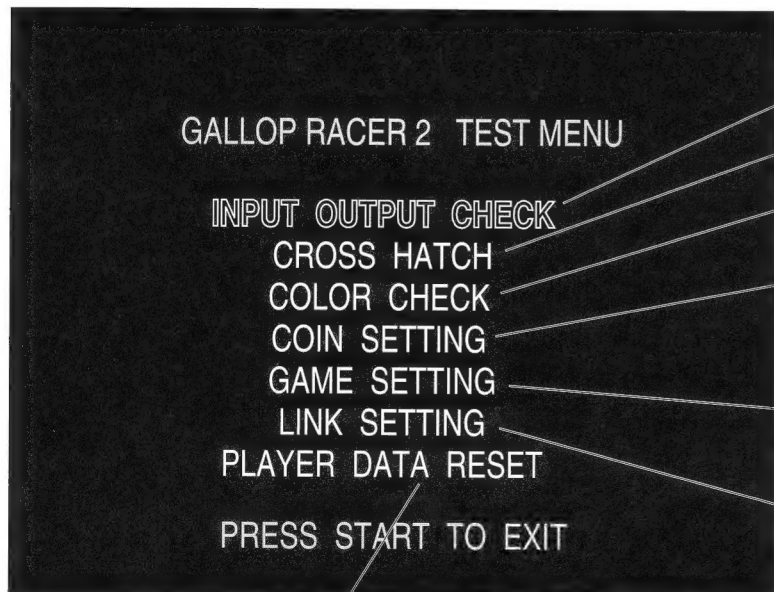 GALLOP RACER 2 TEST MENU
INPUT OUTPUT CHECK
CROSS HATCH
COLOR CHECK
COIN SETTING
GAME SETTING
LINK SETTING
PLAYER DATA RESET
PRESS START TO EXIT